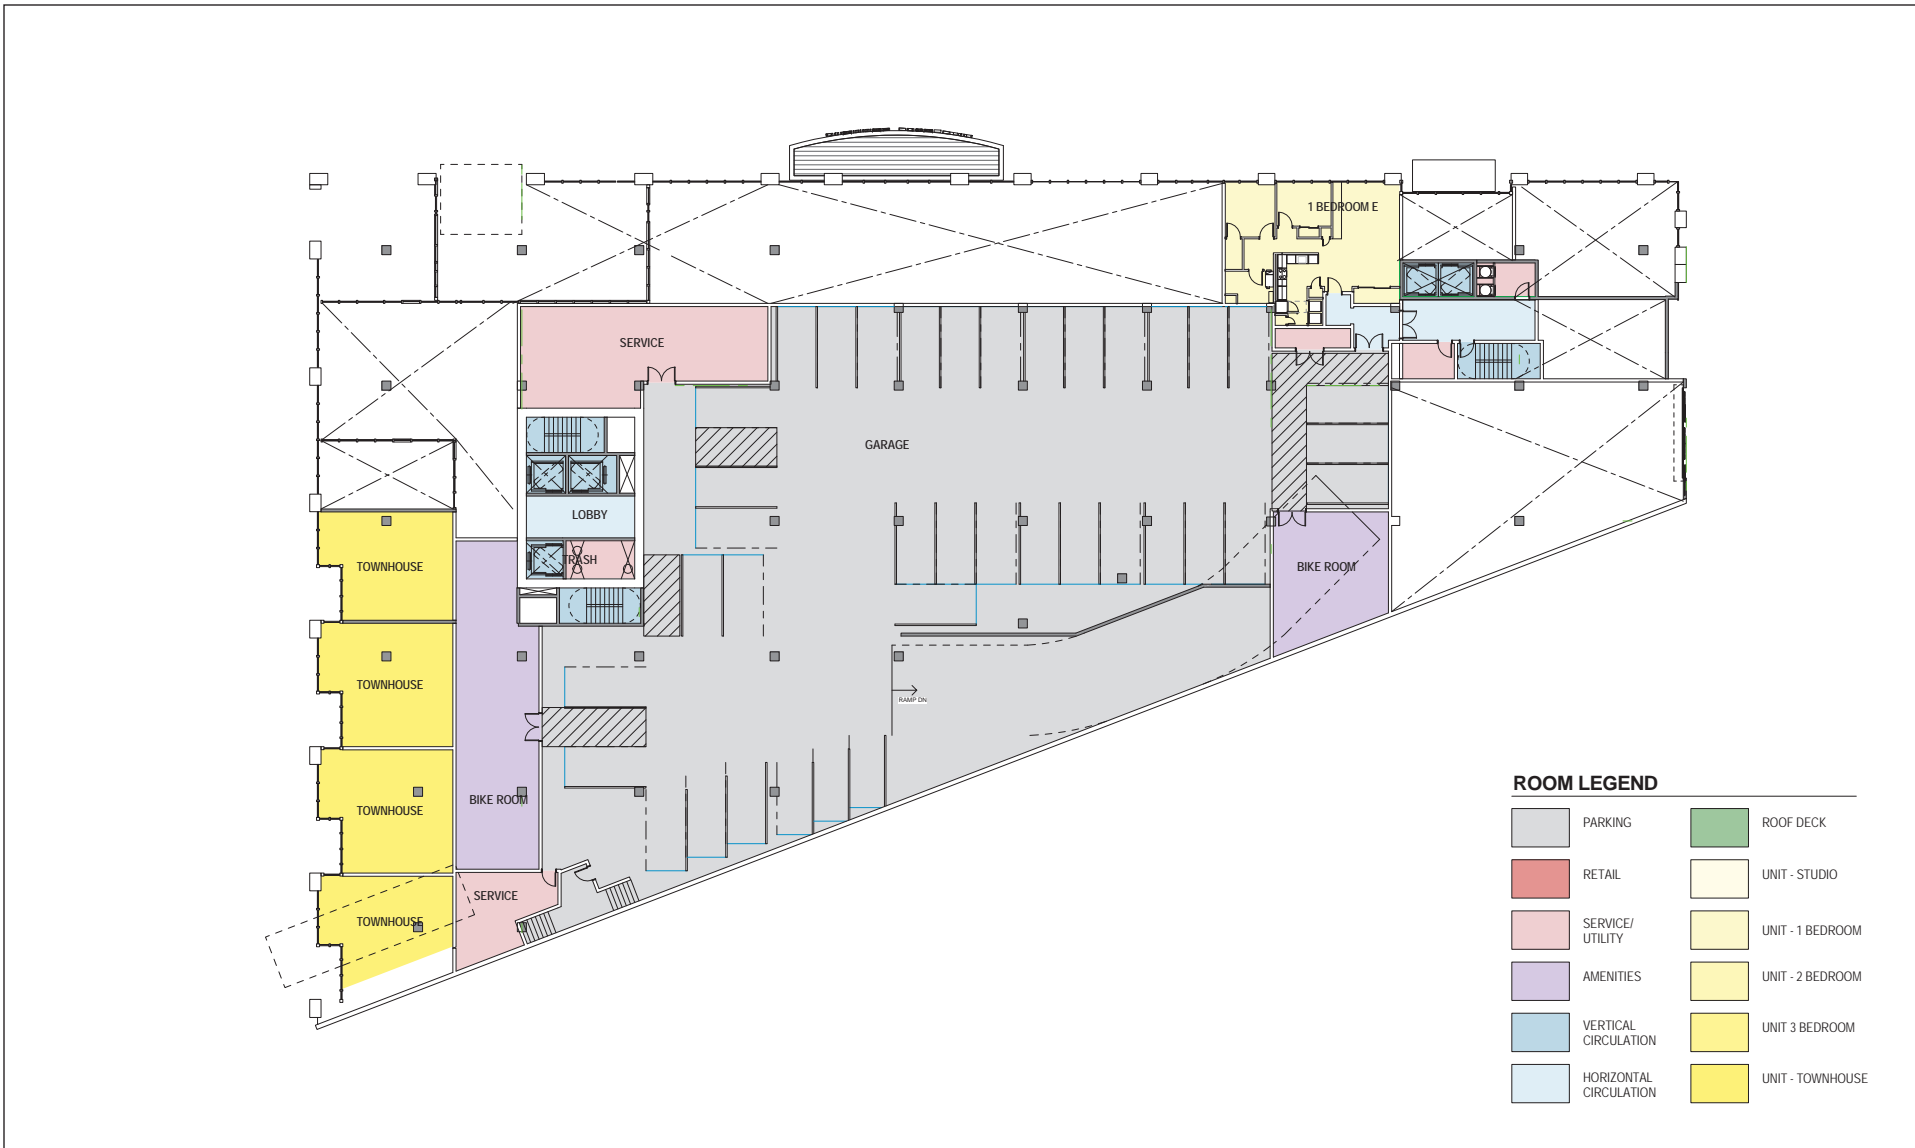 1 BEDROOM E
SERVICE
GARAGE
LOBBY
TRASH
TOWNHOUSE
BIKE ROOM
TOWNHOUSE
RAMP DN
TOWNHOUSE
BIKE ROOM
SERVICE
TOWNHOUSE
ROOM LEGEND
PARKING
RETAIL
SERVICE/
UTILITY
AMENITIES
VERTICAL
CIRCULATION
HORIZONTAL
CIRCULATION
ROOF DECK
UNIT - STUDIO
UNIT - 1 BEDROOM
UNIT - 2 BEDROOM
UNIT 3 BEDROOM
UNIT - TOWNHOUSE